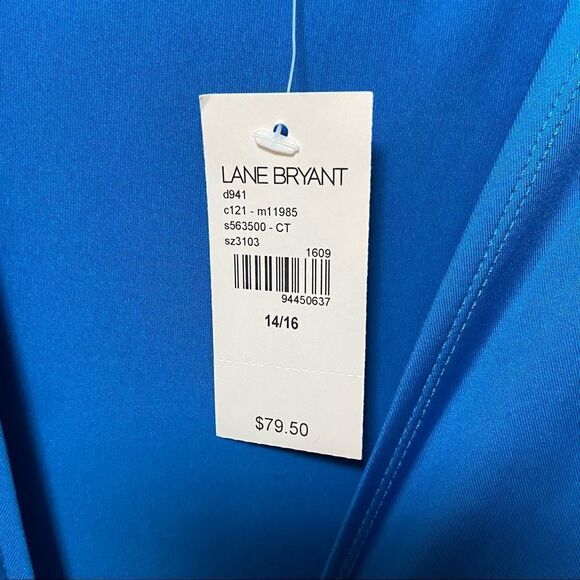 LANE BRYANT
d941
c121 - m11985
s563500 - CT
sz3103
1609
94450637
14/16
$79.50